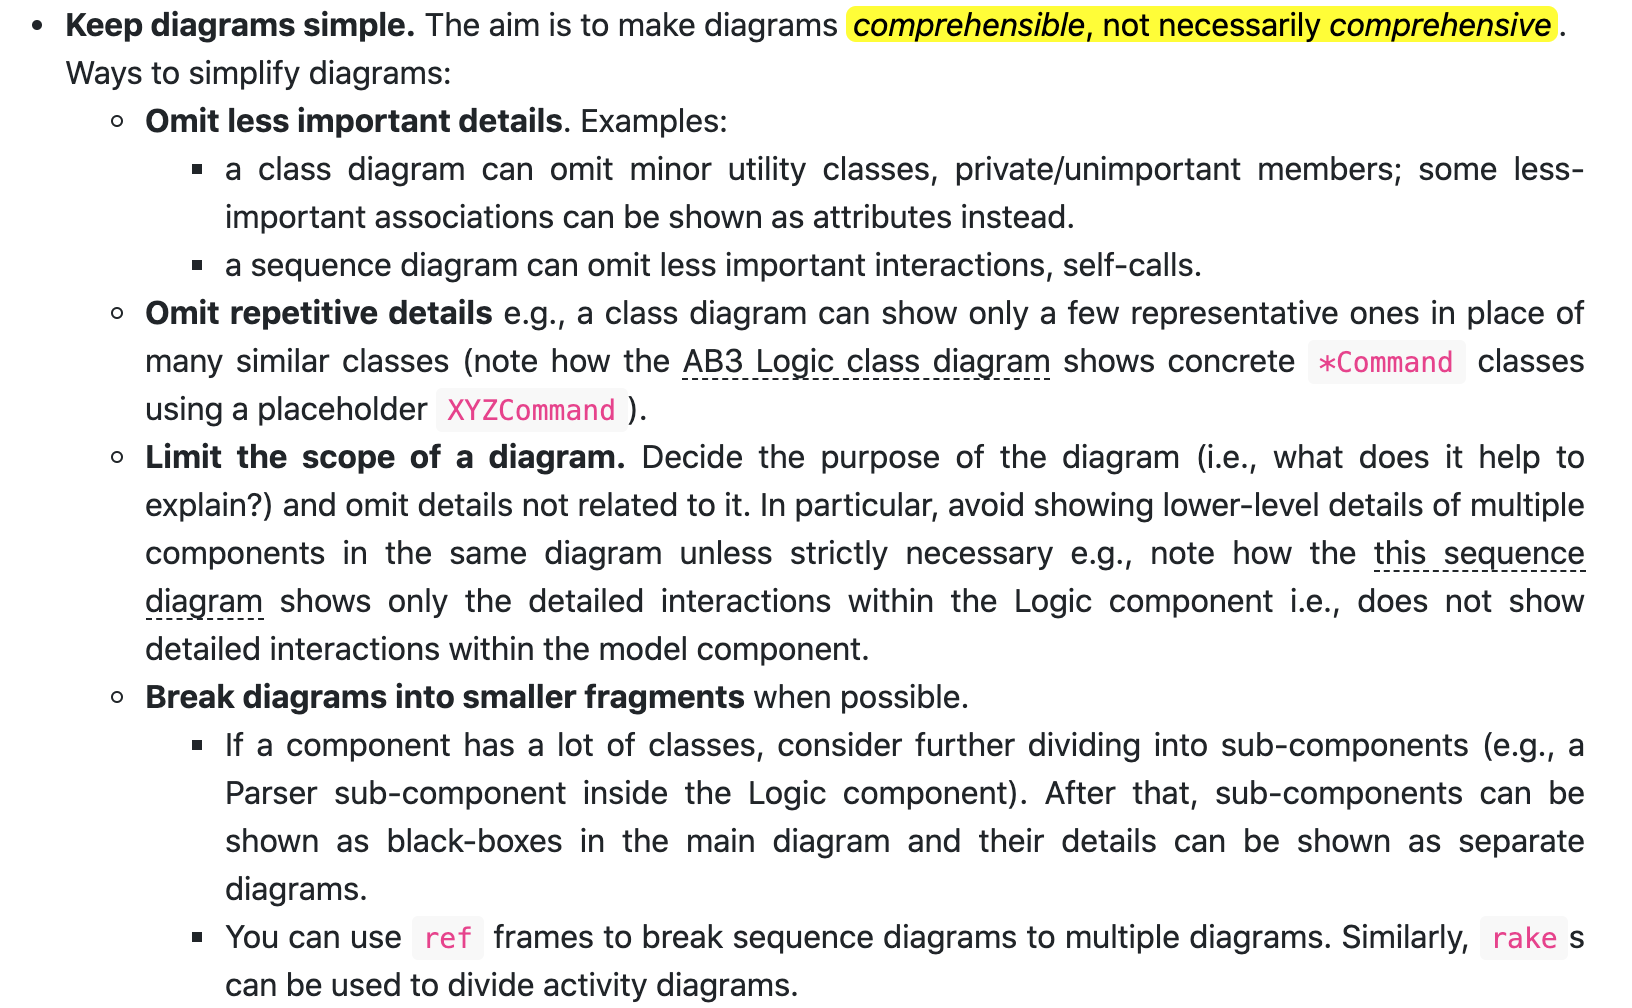 • Keep diagrams simple. The aim is to make diagrams comprehensible, not necessarily comprehensive.
Ways to simplify diagrams:
◦ Omit less important details. Examples:
▪ a class diagram can omit minor utility classes, private/unimportant members; some less-
important associations can be shown as attributes instead.
▪ a sequence diagram can omit less important interactions, self-calls.
◦ Omit repetitive details e.g., a class diagram can show only a few representative ones in place of
many similar classes (note how the AB3 Logic class diagram shows concrete *Command classes
using a placeholder XYZCommand ).
◦ Limit the scope of a diagram. Decide the purpose of the diagram (i.e., what does it help to
explain?) and omit details not related to it. In particular, avoid showing lower-level details of multiple
components in the same diagram unless strictly necessary e.g., note how the this sequence
diagram shows only the detailed interactions within the Logic component i.e., does not show
detailed interactions within the model component.
◦ Break diagrams into smaller fragments when possible.
▪ If a component has a lot of classes, consider further dividing into sub-components (e.g., a
Parser sub-component inside the Logic component). After that, sub-components can be
shown as black-boxes in the main diagram and their details can be shown as separate
diagrams.
▪ You can use ref frames to break sequence diagrams to multiple diagrams. Similarly, rake s
can be used to divide activity diagrams.